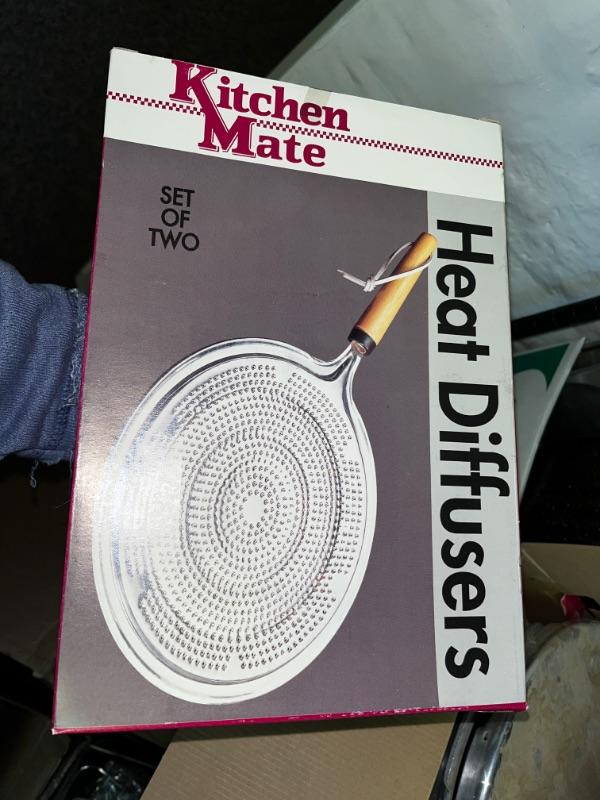 Kitchen
Mate
SET
OF
TWO
Heat Diffusers